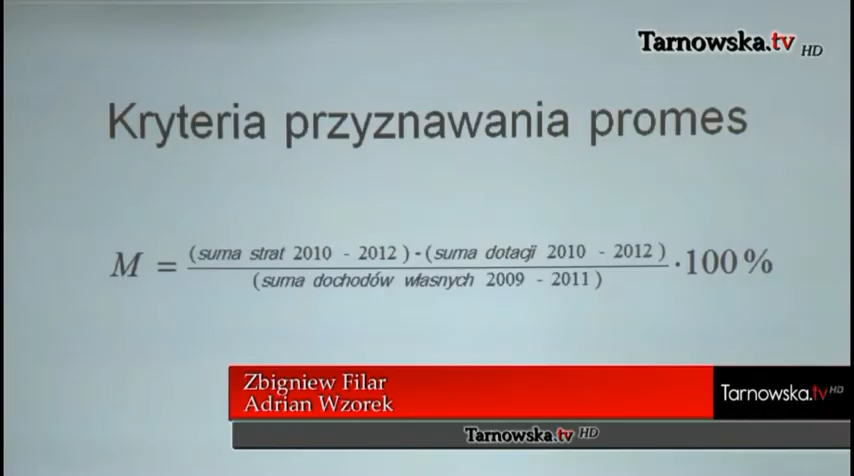 Tarnowska.tv HD
Kryteria przyznawania promes
M = (suma strat 2010 - 2012 ) - (suma dotacji 2010 - 2012 ) / (suma dochodów własnych 2009 - 2011 ) · 100 %
Zbigniew Filar
Adrian Wzorek
Tarnowska.tv HD
Tarnowska.tv HD